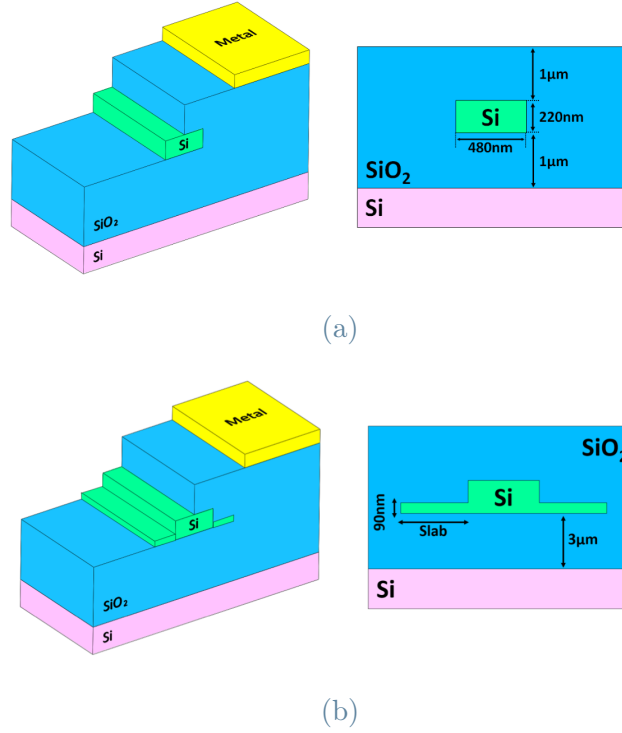 Metal
Si
SiO₂
Si
1μm
Si
220nm
480nm
1μm
SiO₂
Si
(a)
Metal
Si
SiO₂
Si
SiO₂
Si
90nm
Slab
3μm
Si
(b)